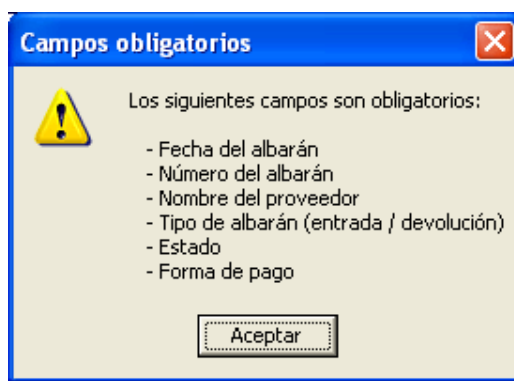 Campos obligatorios
Los siguientes campos son obligatorios:
- Fecha del albarán
- Número del albarán
- Nombre del proveedor
- Tipo de albarán (entrada / devolución)
- Estado
- Forma de pago
Aceptar